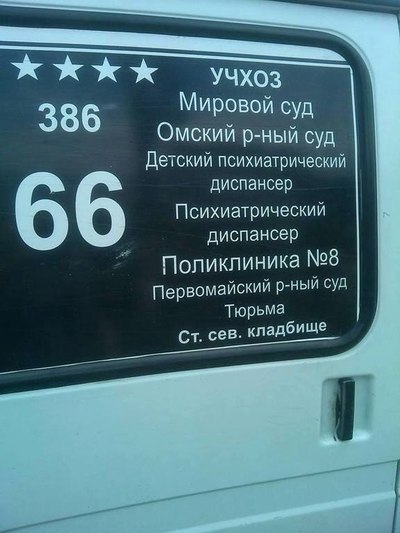 386
66
УЧХОЗ
Мировой суд
Омский р-ный суд
Детский психиатрический
диспансер
Психиатрический
диспансер
Поликлиника №8
Первомайский р-ный суд
Тюрьма
Ст. сев. кладбище